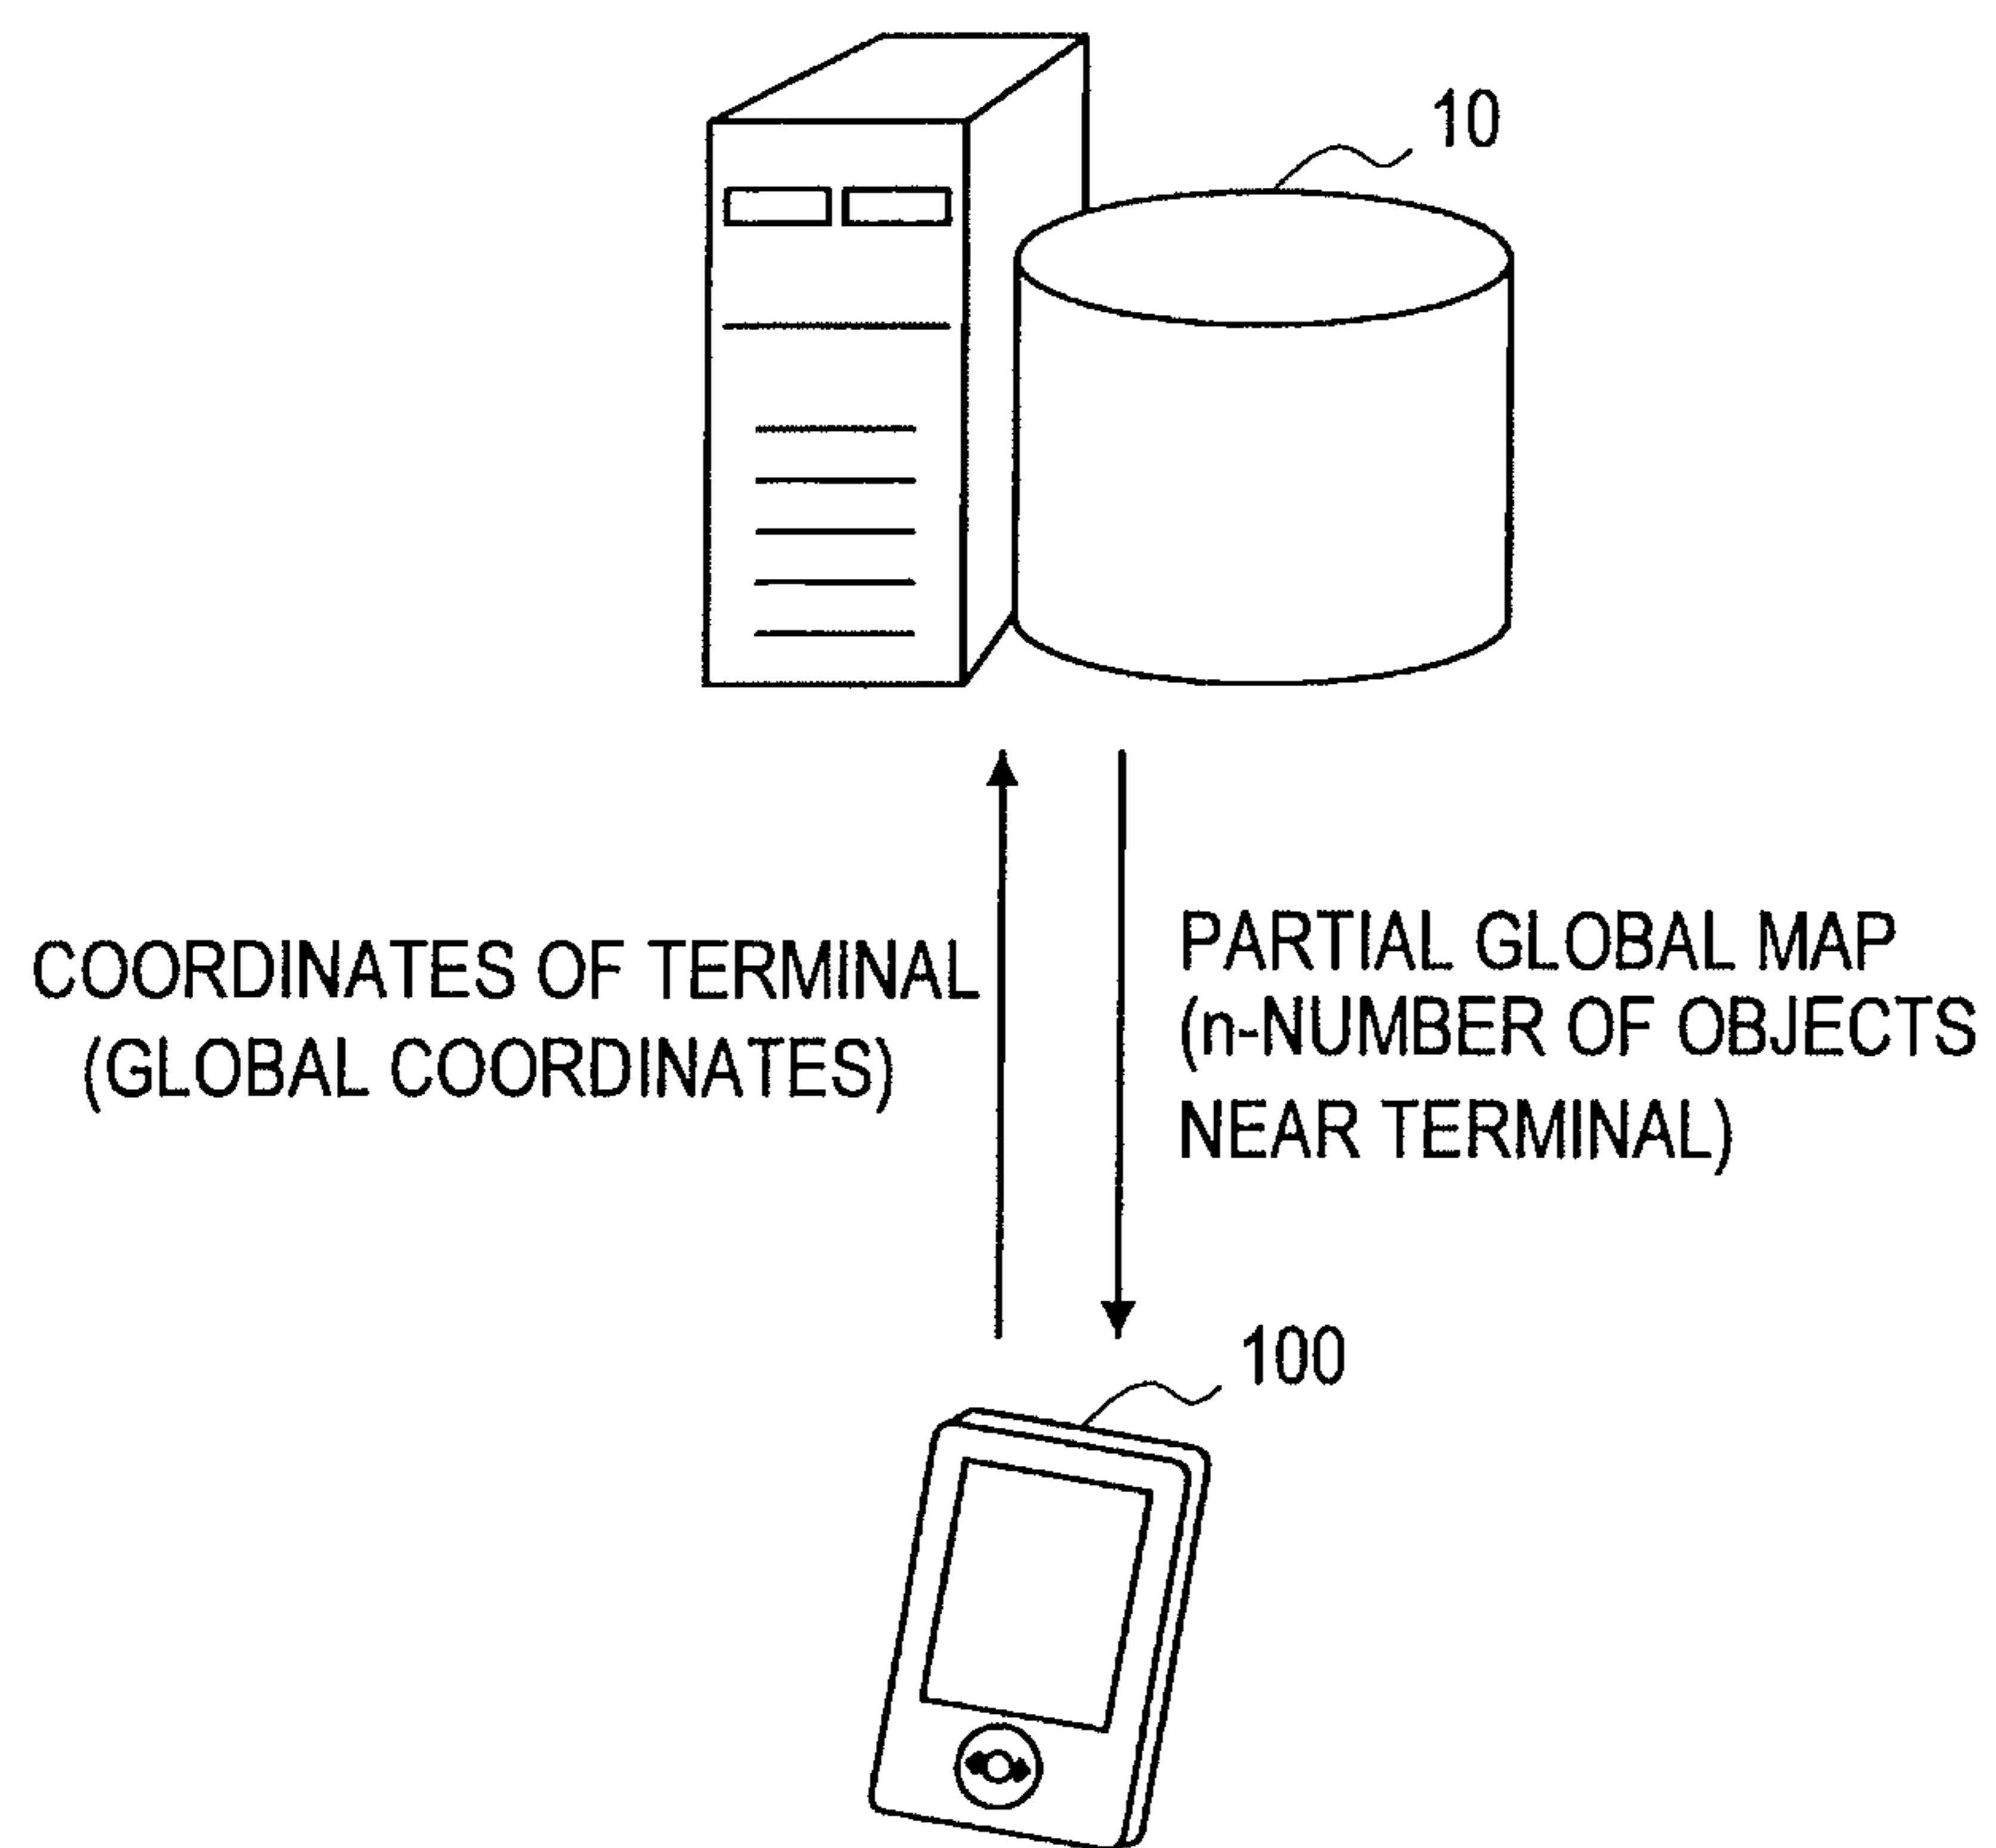 10
COORDINATES OF TERMINAL
(GLOBAL COORDINATES)
PARTIAL GLOBAL MAP
(n-NUMBER OF OBJECTS
NEAR TERMINAL)
100